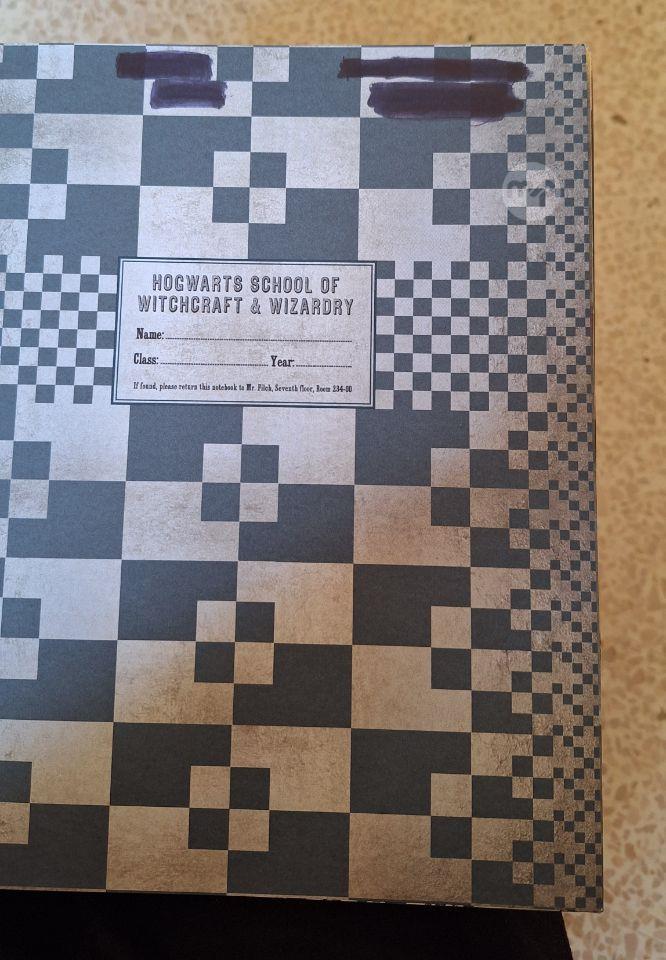 HOGWARTS SCHOOL OF
WITCHCRAFT & WIZARDRY
Name:
Class: Year:
If found, please return this notebook to Mr. Filch, Seventh floor, Room 234-00